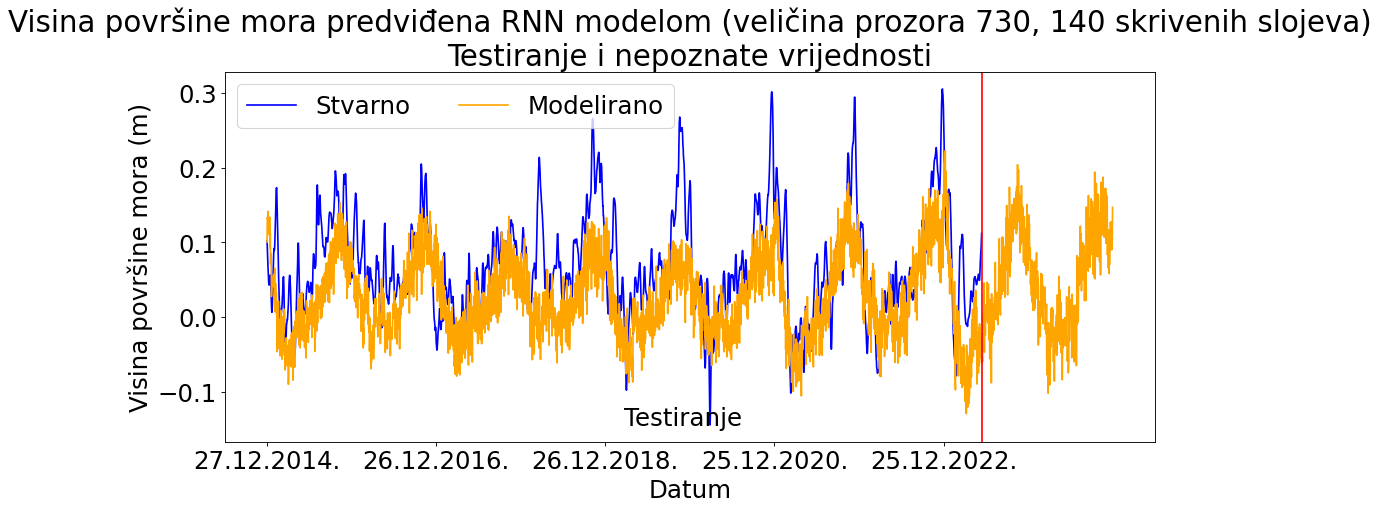 Visina površine mora predviđena RNN modelom (veličina prozora 730, 140 skrivenih slojeva)
Testiranje i nepoznate vrijednosti
Stvarno Modelirano
Visina površine mora (m)
0.3
0.2
0.1
0.0
−0.1
Testiranje
27.12.2014. 26.12.2016. 26.12.2018. 25.12.2020. 25.12.2022.
Datum